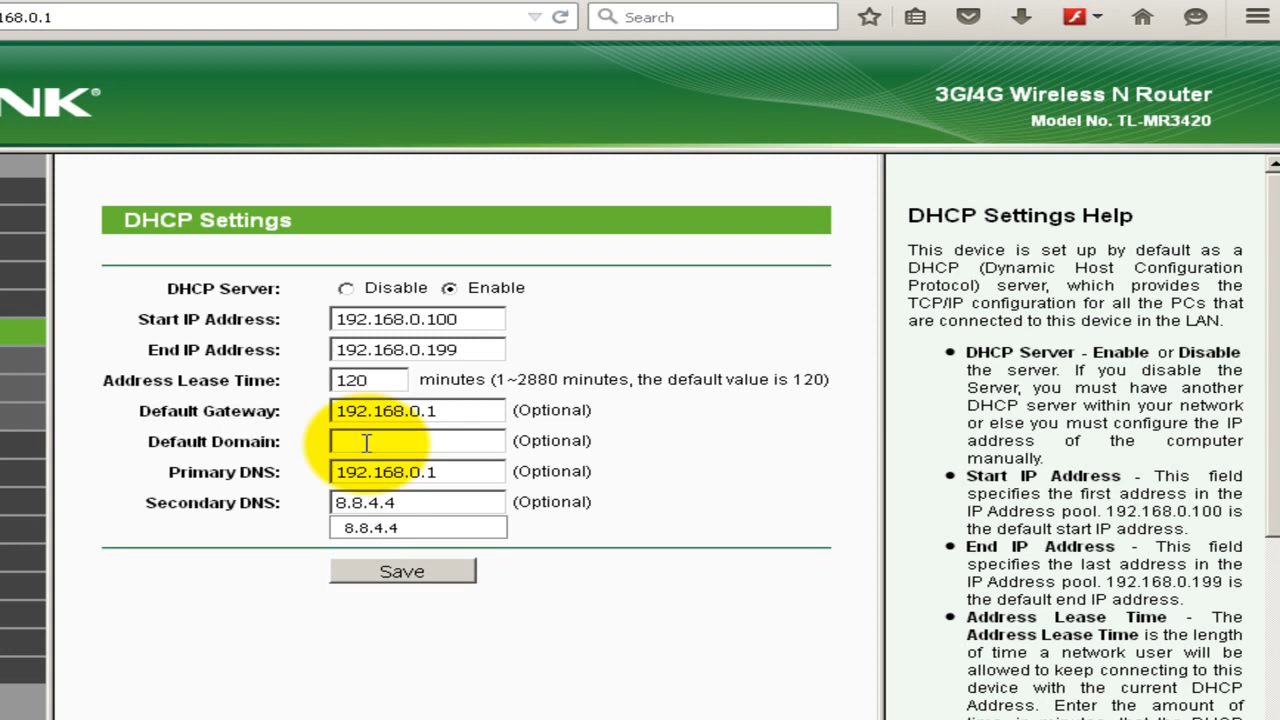 168.0.1
Search
NK®
3G/4G Wireless N Router
Model No. TL-MR3420
DHCP Settings
DHCP Server: Disable Enable
Start IP Address: 192.168.0.100
End IP Address: 192.168.0.199
Address Lease Time: 120 minutes (1~2880 minutes, the default value is 120)
Default Gateway: 192.168.0.1 (Optional)
Default Domain: (Optional)
Primary DNS: 192.168.0.1 (Optional)
Secondary DNS: 8.8.4.4 (Optional)
8.8.4.4
Save
DHCP Settings Help
This device is set up by default as a
DHCP (Dynamic Host Configuration
Protocol) server, which provides the
TCP/IP configuration for all the PCs that
are connected to this device in the LAN.
DHCP Server - Enable or Disable
the server. If you disable the
Server, you must have another
DHCP server within your network
or else you must configure the IP
address of the computer
manually.
Start IP Address - This field
specifies the first address in the
IP Address pool. 192.168.0.100 is
the default start IP address.
End IP Address - This field
specifies the last address in the
IP Address pool. 192.168.0.199 is
the default end IP address.
Address Lease Time - The
Address Lease Time is the length
of time a network user will be
allowed to keep connecting to this
device with the current DHCP
Address. Enter the amount of
time, in minutes, that the DHCP